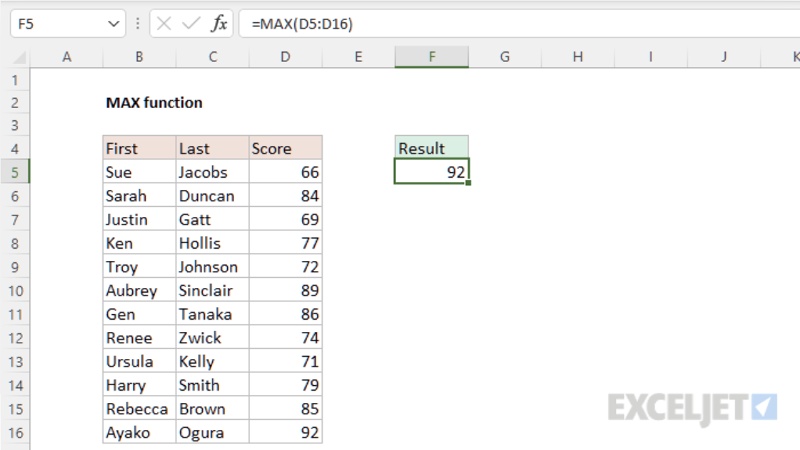 F5 fx =MAX(D5:D16)
A B C D E F G H I J K
1
2 MAX function
3
4 First Last Score Result
5 Sue Jacobs 66 92
6 Sarah Duncan 84
7 Justin Gatt 69
8 Ken Hollis 77
9 Troy Johnson 72
10 Aubrey Sinclair 89
11 Gen Tanaka 86
12 Renee Zwick 74
13 Ursula Kelly 71
14 Harry Smith 79
15 Rebecca Brown 85
EXCELJET
16 Ayako Ogura 92